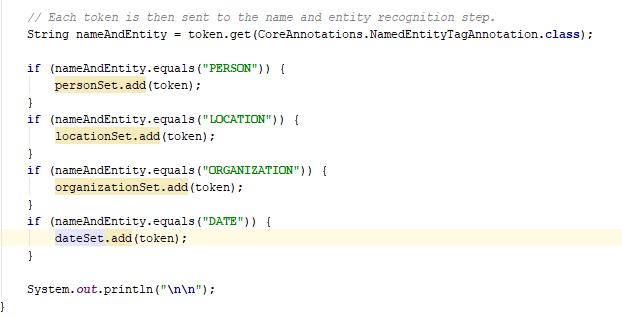 // Each token is then sent to the name and entity recognition step.
String nameAndEntity = token.get(CoreAnnotations.NamedEntityTagAnnotation.class);
if (nameAndEntity.equals("PERSON")) {
personSet.add(token);
}
if (nameAndEntity.equals("LOCATION")) {
locationSet.add(token);
}
if (nameAndEntity.equals("ORGANIZATION")) {
organizationSet.add(token);
}
if (nameAndEntity.equals("DATE")) {
dateSet.add(token);
}
System.out.println("\n\n");
}